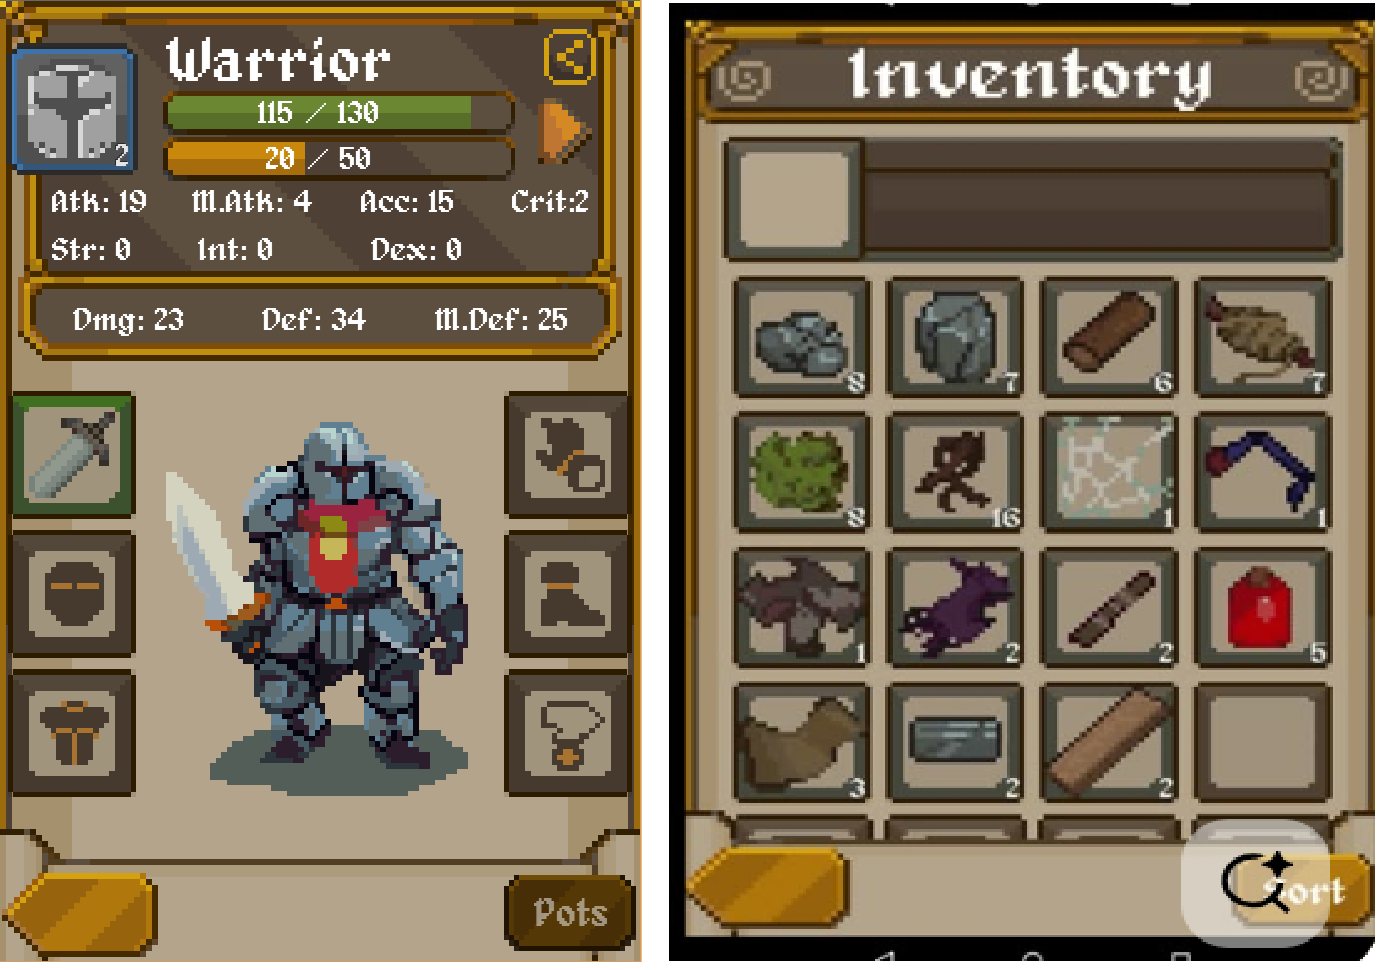 Warrior
115 / 130
20 / 50
2
Atk: 19 M.Atk: 4 Acc: 15 Crit:2
Str: 0 Int: 0 Dex: 0
Dmg: 23 Def: 34 M.Def: 25
Pots
Inventory
8 7 6 7
8 16 1 1
1 2 2 5
3 2 2
Sort